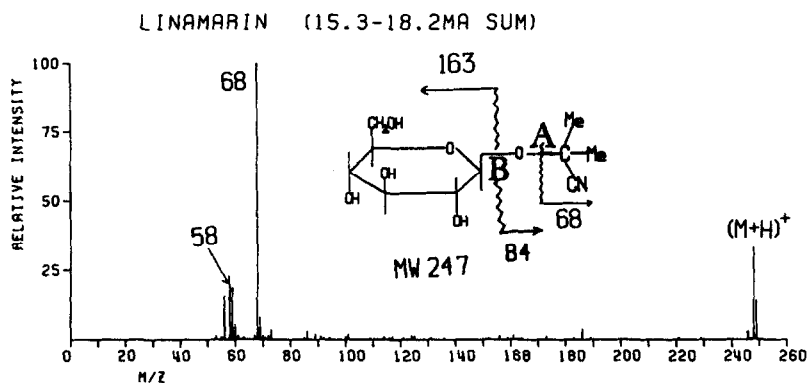 LINAMARIN (15.3-18.2MA SUM)
RELATIVE INTENSITY
100
75
50
25
68
58
163
CH₂OH
O
O
A
B
C
Me
Me
CN
OH
OH
OH
OH
68
84
MW 247
(M+H)⁺
0 20 40 60 80 100 120 140 160 180 200 220 240 260
M/Z